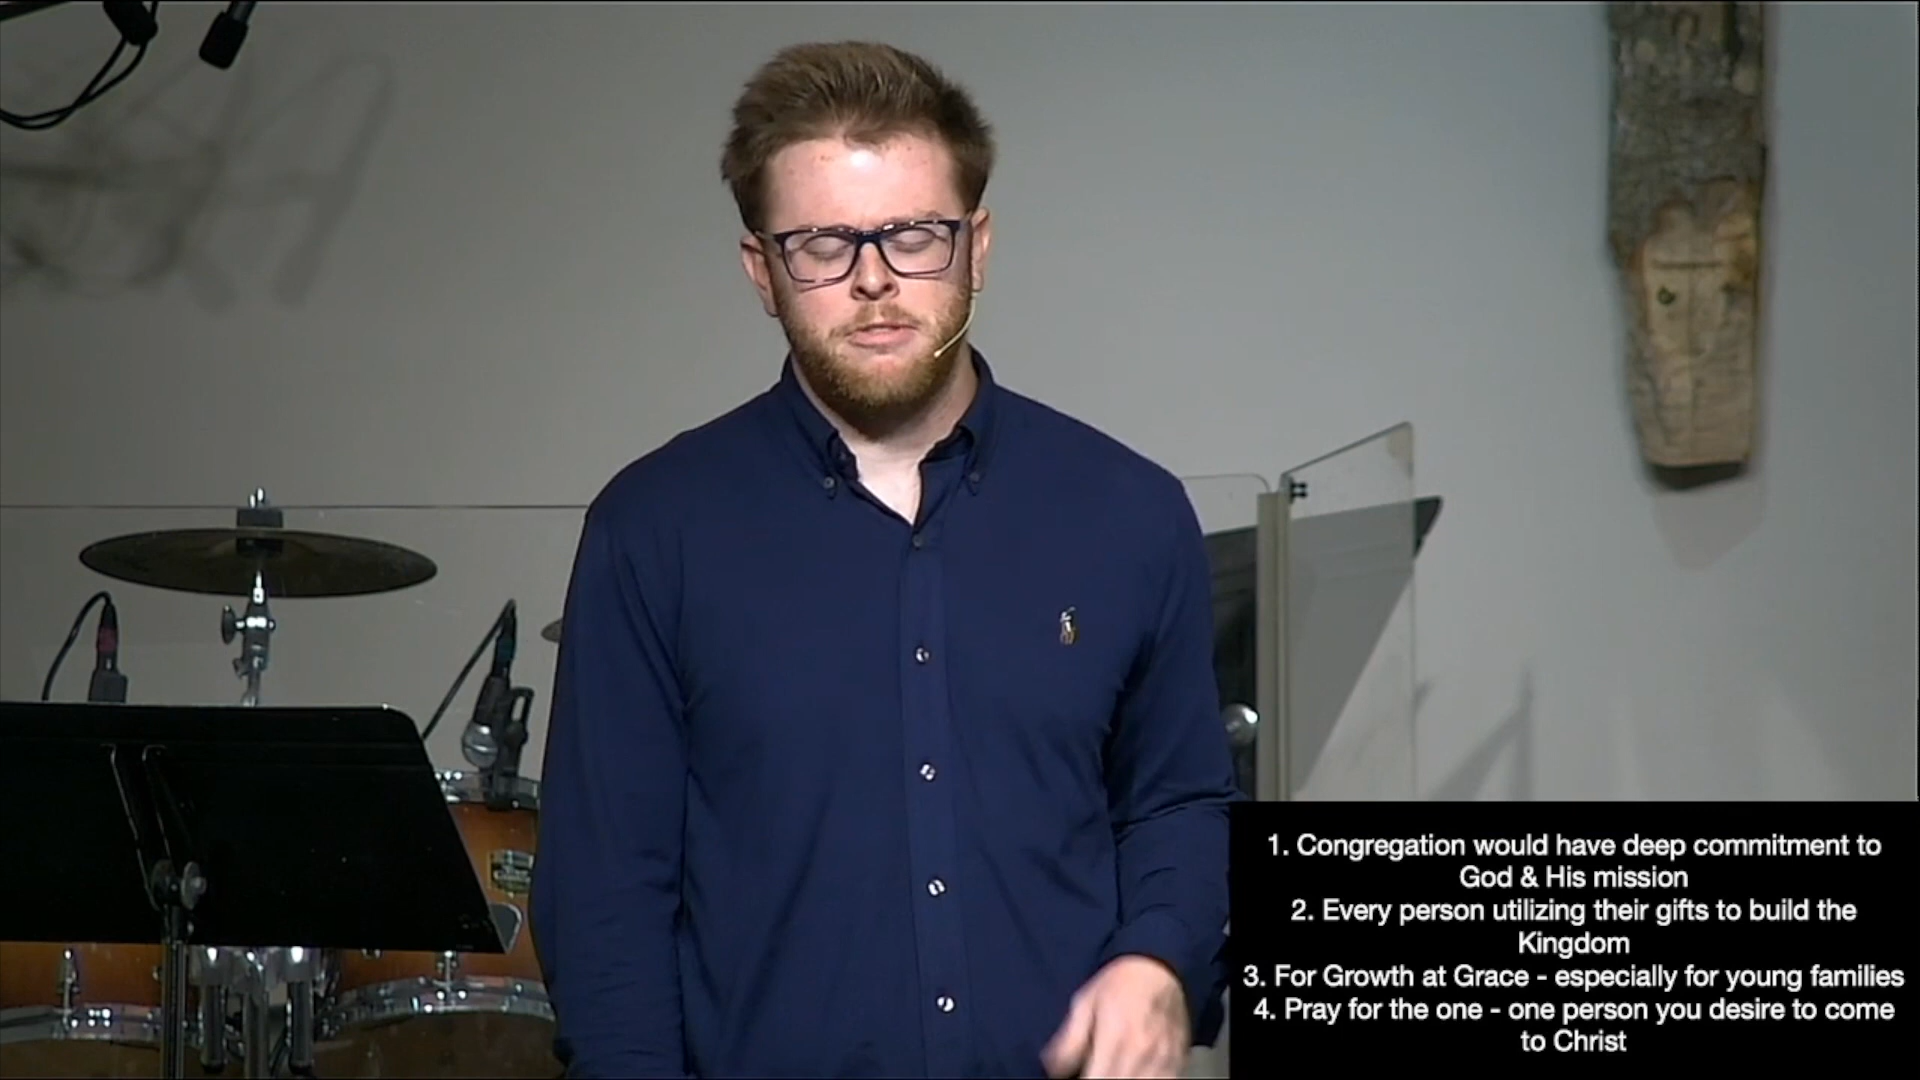 1. Congregation would have deep commitment to
God & His mission
2. Every person utilizing their gifts to build the
Kingdom
3. For Growth at Grace - especially for young families
4. Pray for the one - one person you desire to come
to Christ